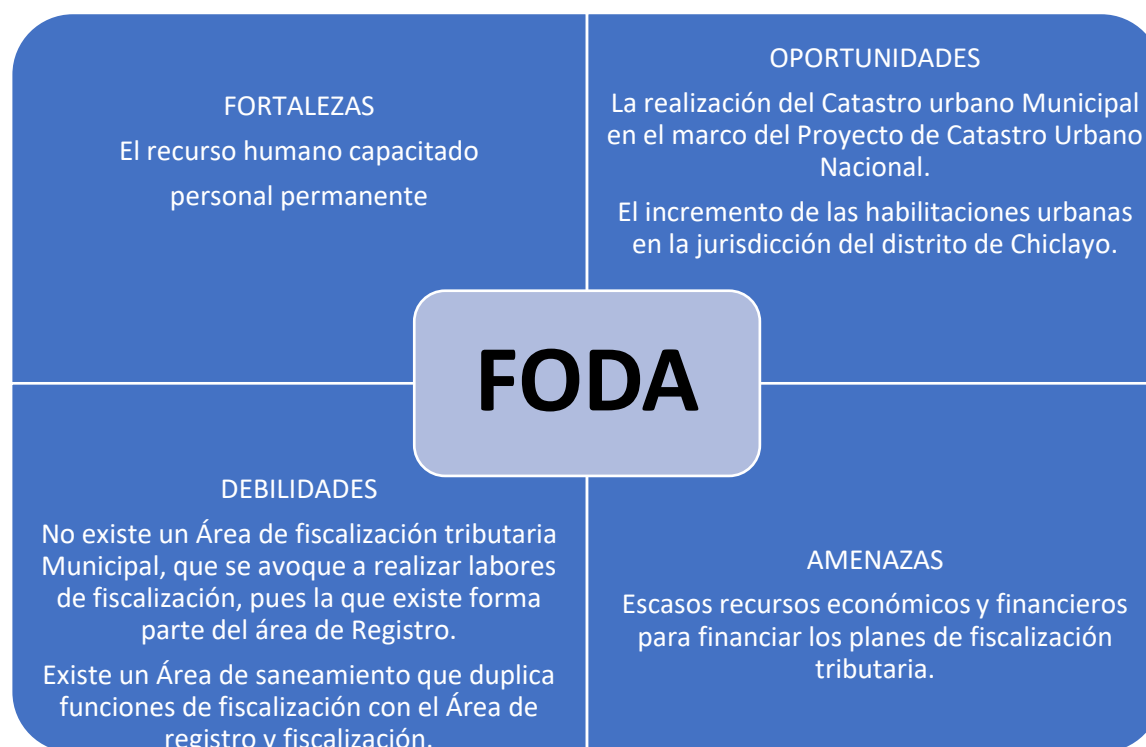 FORTALEZAS
El recurso humano capacitado
personal permanente
OPORTUNIDADES
La realización del Catastro urbano Municipal
en el marco del Proyecto de Catastro Urbano
Nacional.
El incremento de las habilitaciones urbanas
en la jurisdicción del distrito de Chiclayo.
FODA
DEBILIDADES
No existe un Área de fiscalización tributaria
Municipal, que se avoque a realizar labores
de fiscalización, pues la que existe forma
parte del área de Registro.
Existe un Área de saneamiento que duplica
funciones de fiscalización con el Área de
registro y fiscalización.
AMENAZAS
Escasos recursos económicos y financieros
para financiar los planes de fiscalización
tributaria.